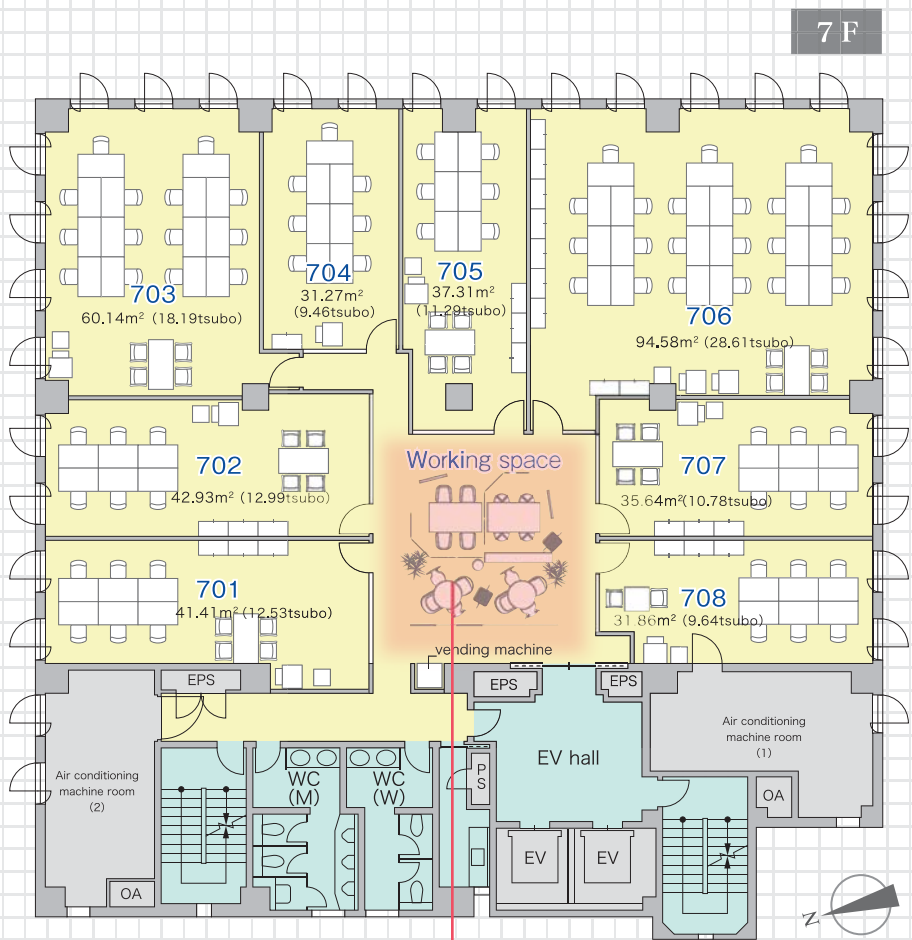 7 F
703
60.14m² (18.19tsubo)
704
31.27m²
(9.46tsubo)
705
37.31m²
(11.29tsubo)
706
94.58m² (28.61tsubo)
702
42.93m² (12.99tsubo)
Working space
707
35.64m²(10.78tsubo)
701
41.41m² (12.53tsubo)
708
31.86m² (9.64tsubo)
vending machine
EPS
EPS
EPS
Air conditioning
machine room
(1)
Air conditioning
machine room
(2)
WC
(M)
WC
(W)
PS
EV hall
OA
EV
EV
OA
N